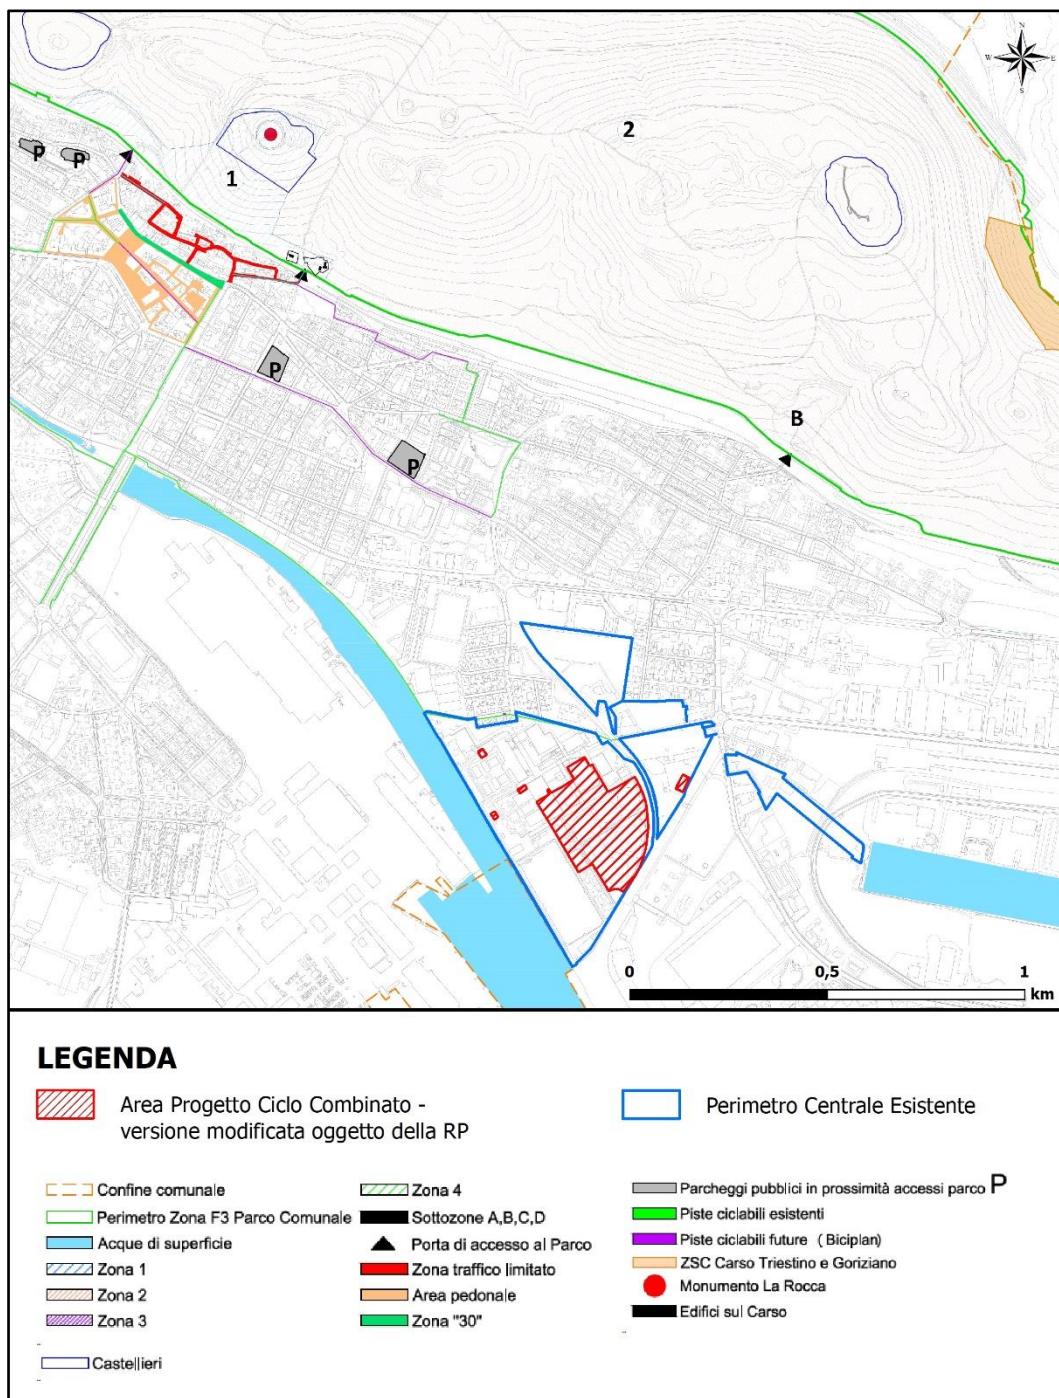 N
W E
S
2
P
P
1
P
B
P
0 0,5 1
km
LEGENDA
Area Progetto Ciclo Combinato -
versione modificata oggetto della RP
Perimetro Centrale Esistente
Confine comunale
Perimetro Zona F3 Parco Comunale
Acque di superficie
Zona 1
Zona 2
Zona 3
Castellieri
Zona 4
Sottozone A,B,C,D
Porta di accesso al Parco
Zona traffico limitato
Area pedonale
Zona "30"
Parcheggi pubblici in prossimità accessi parco P
Piste ciclabili esistenti
Piste ciclabili future ( Biciplan)
ZSC Carso Triestino e Goriziano
Monumento La Rocca
Edifici sul Carso